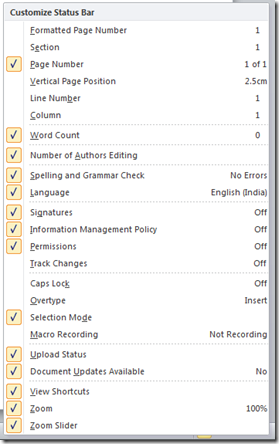 Customize Status Bar
Formatted Page Number 1
Section 1
Page Number 1 of 1
Vertical Page Position 2.5cm
Line Number 1
Column 1
Word Count 0
Number of Authors Editing
Spelling and Grammar Check No Errors
Language English (India)
Signatures Off
Information Management Policy Off
Permissions Off
Track Changes Off
Caps Lock Off
Overtype Insert
Selection Mode
Macro Recording Not Recording
Upload Status
Document Updates Available No
View Shortcuts
Zoom 100%
Zoom Slider